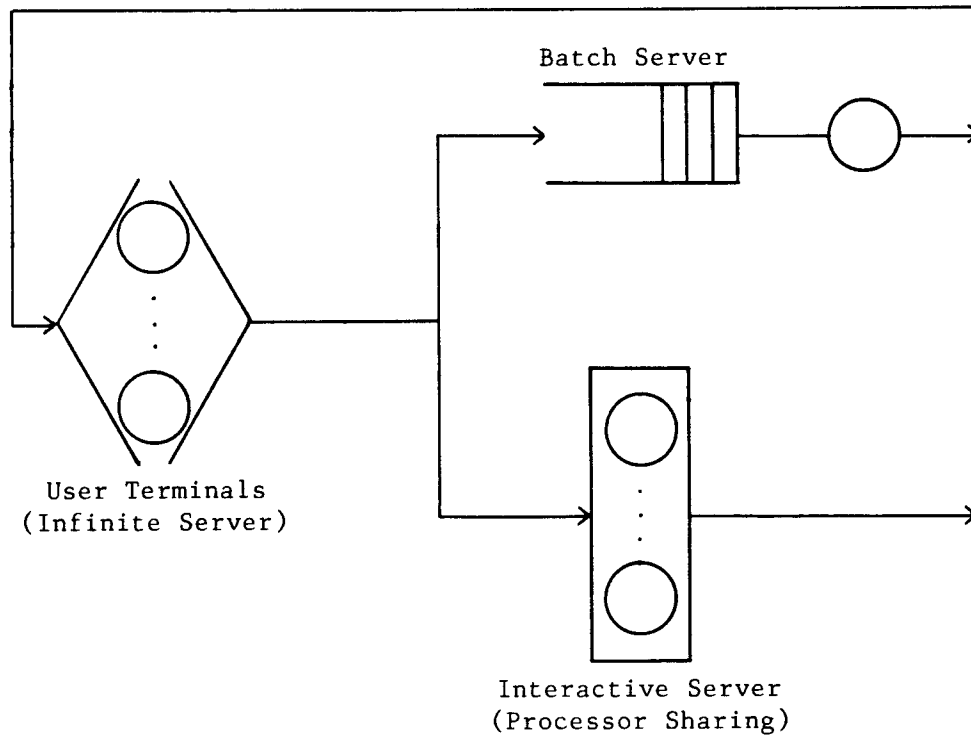 Batch Server
User Terminals
(Infinite Server)
Interactive Server
(Processor Sharing)